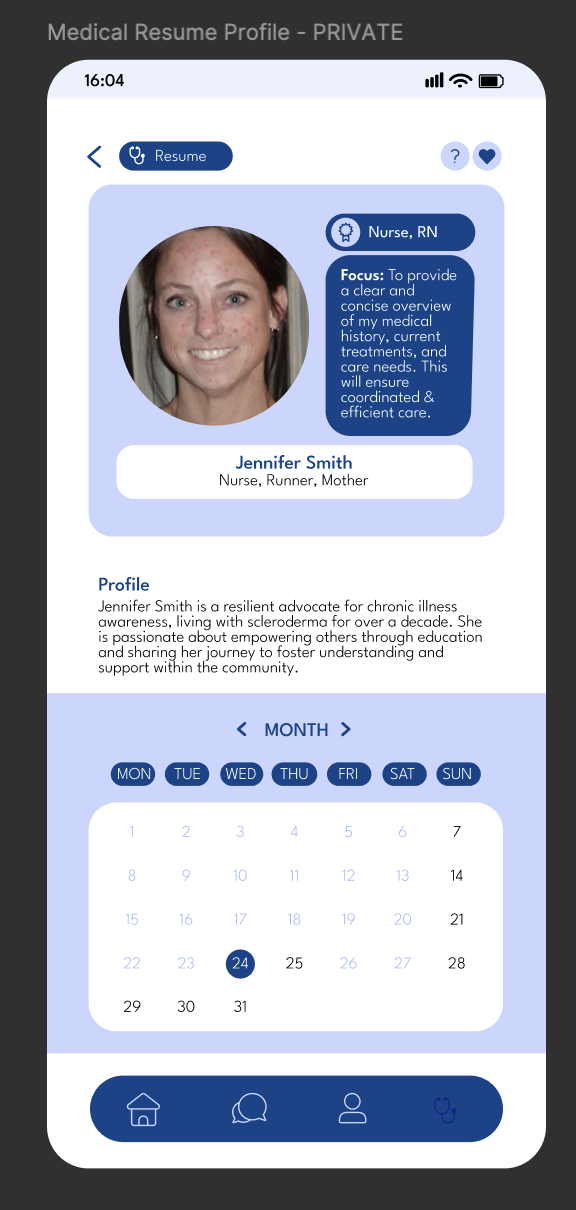 Medical Resume Profile - PRIVATE
16:04
Resume
?
Nurse, RN
Focus: To provide
a clear and
concise overview
of my medical
history, current
treatments, and
care needs. This
will ensure
coordinated &
efficient care.
Jennifer Smith
Nurse, Runner, Mother
Profile
Jennifer Smith is a resilient advocate for chronic illness
awareness, living with scleroderma for over a decade. She
is passionate about empowering others through education
and sharing her journey to foster understanding and
support within the community.
MONTH
MON TUE WED THU FRI SAT SUN
1 2 3 4 5 6 7
8 9 10 11 12 13 14
15 16 17 18 19 20 21
22 23 24 25 26 27 28
29 30 31